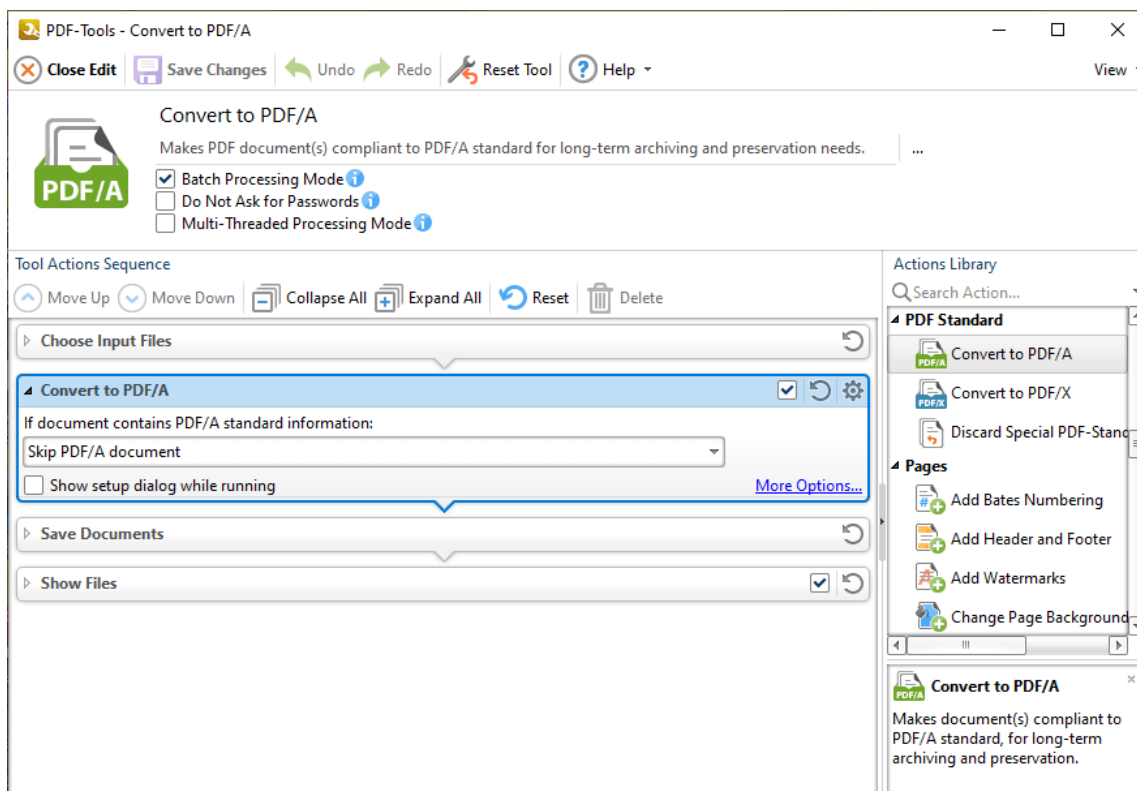 PDF-Tools - Convert to PDF/A
Close Edit Save Changes Undo Redo Reset Tool Help View
Convert to PDF/A
Makes PDF document(s) compliant to PDF/A standard for long-term archiving and preservation needs. ...
PDF/A
Batch Processing Mode
Do Not Ask for Passwords
Multi-Threaded Processing Mode
Tool Actions Sequence
Move Up Move Down Collapse All Expand All Reset Delete
Choose Input Files
Convert to PDF/A
If document contains PDF/A standard information:
Skip PDF/A document
Show setup dialog while running More Options...
Save Documents
Show Files
Actions Library
Search Action...
PDF Standard
PDF/A Convert to PDF/A
PDF/X Convert to PDF/X
Discard Special PDF-Stand
Pages
Add Bates Numbering
Add Header and Footer
Add Watermarks
Change Page Background
PDF/A Convert to PDF/A
Makes document(s) compliant to
PDF/A standard, for long-term
archiving and preservation.